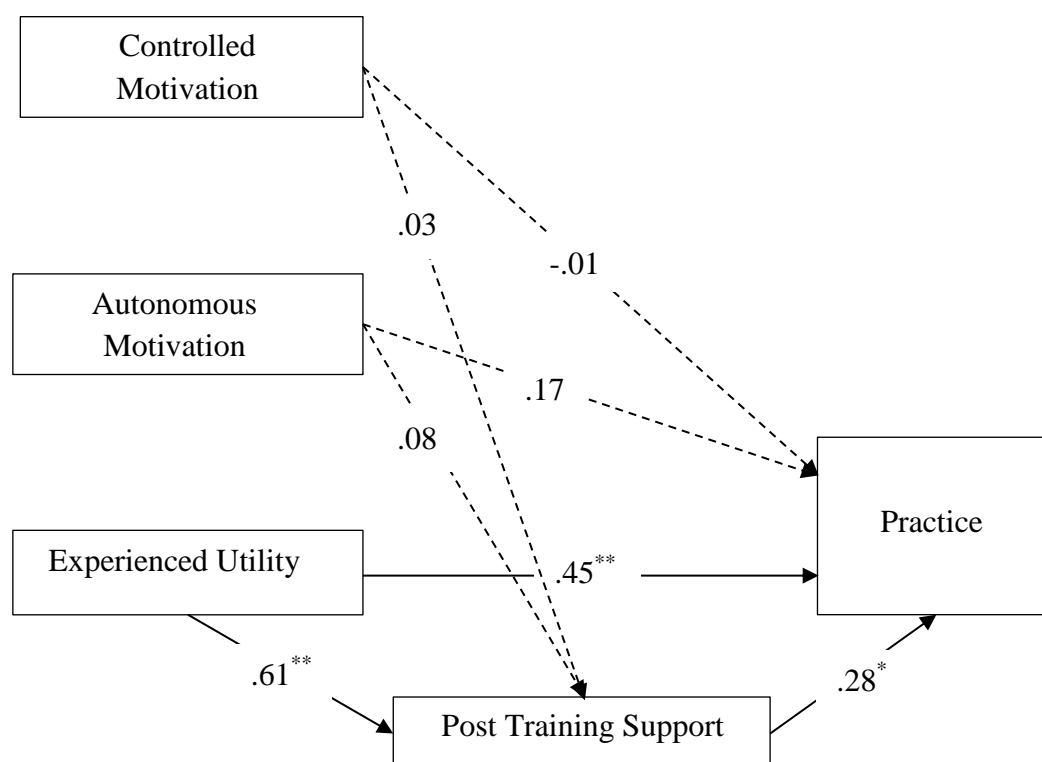 Controlled
Motivation
.03
-.01
Autonomous
Motivation
.17
.08
Practice
Experienced Utility
.45**
.61**
.28*
Post Training Support